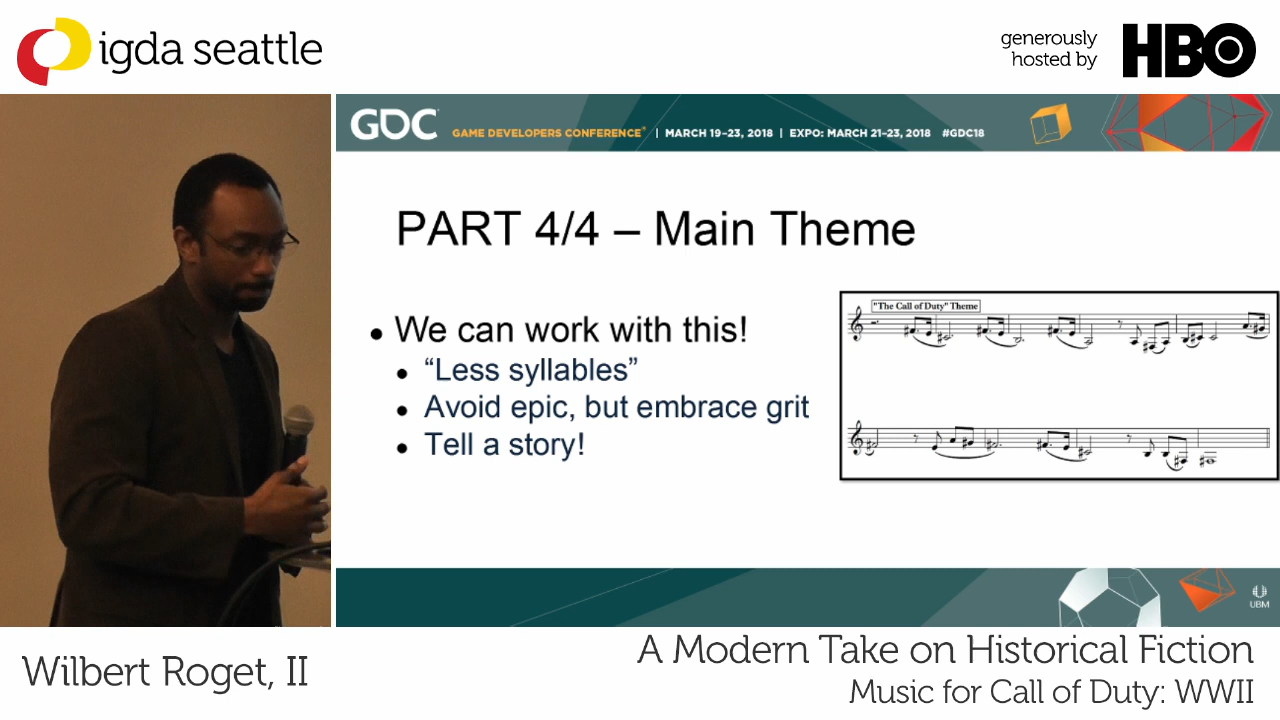 igda seattle
generously
hosted by
HBO
GDC
GAME DEVELOPERS CONFERENCE® | MARCH 19–23, 2018 | EXPO: MARCH 21–23, 2018 #GDC18
PART 4/4 – Main Theme
• We can work with this!
• “Less syllables”
• Avoid epic, but embrace grit
• Tell a story!
"The Call of Duty" Theme
UBM
Wilbert Roget, II
A Modern Take on Historical Fiction
Music for Call of Duty: WWII